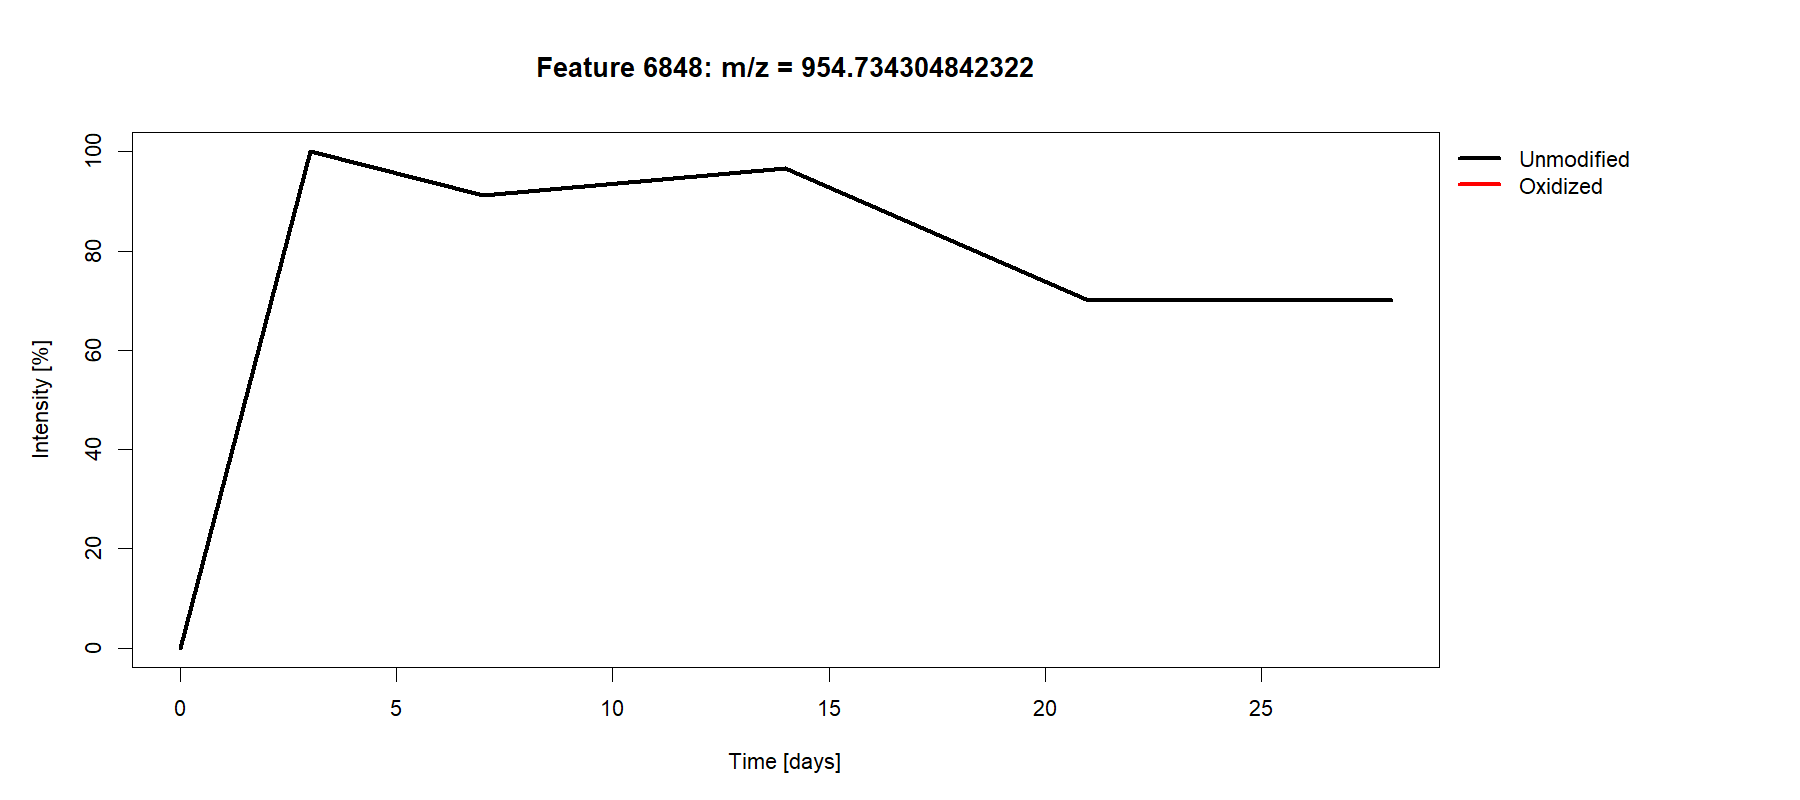 Feature 6848: m/z = 954.734304842322
Unmodified
Oxidized
Intensity [%]
100
80
60
40
20
0
0 5 10 15 20 25
Time [days]